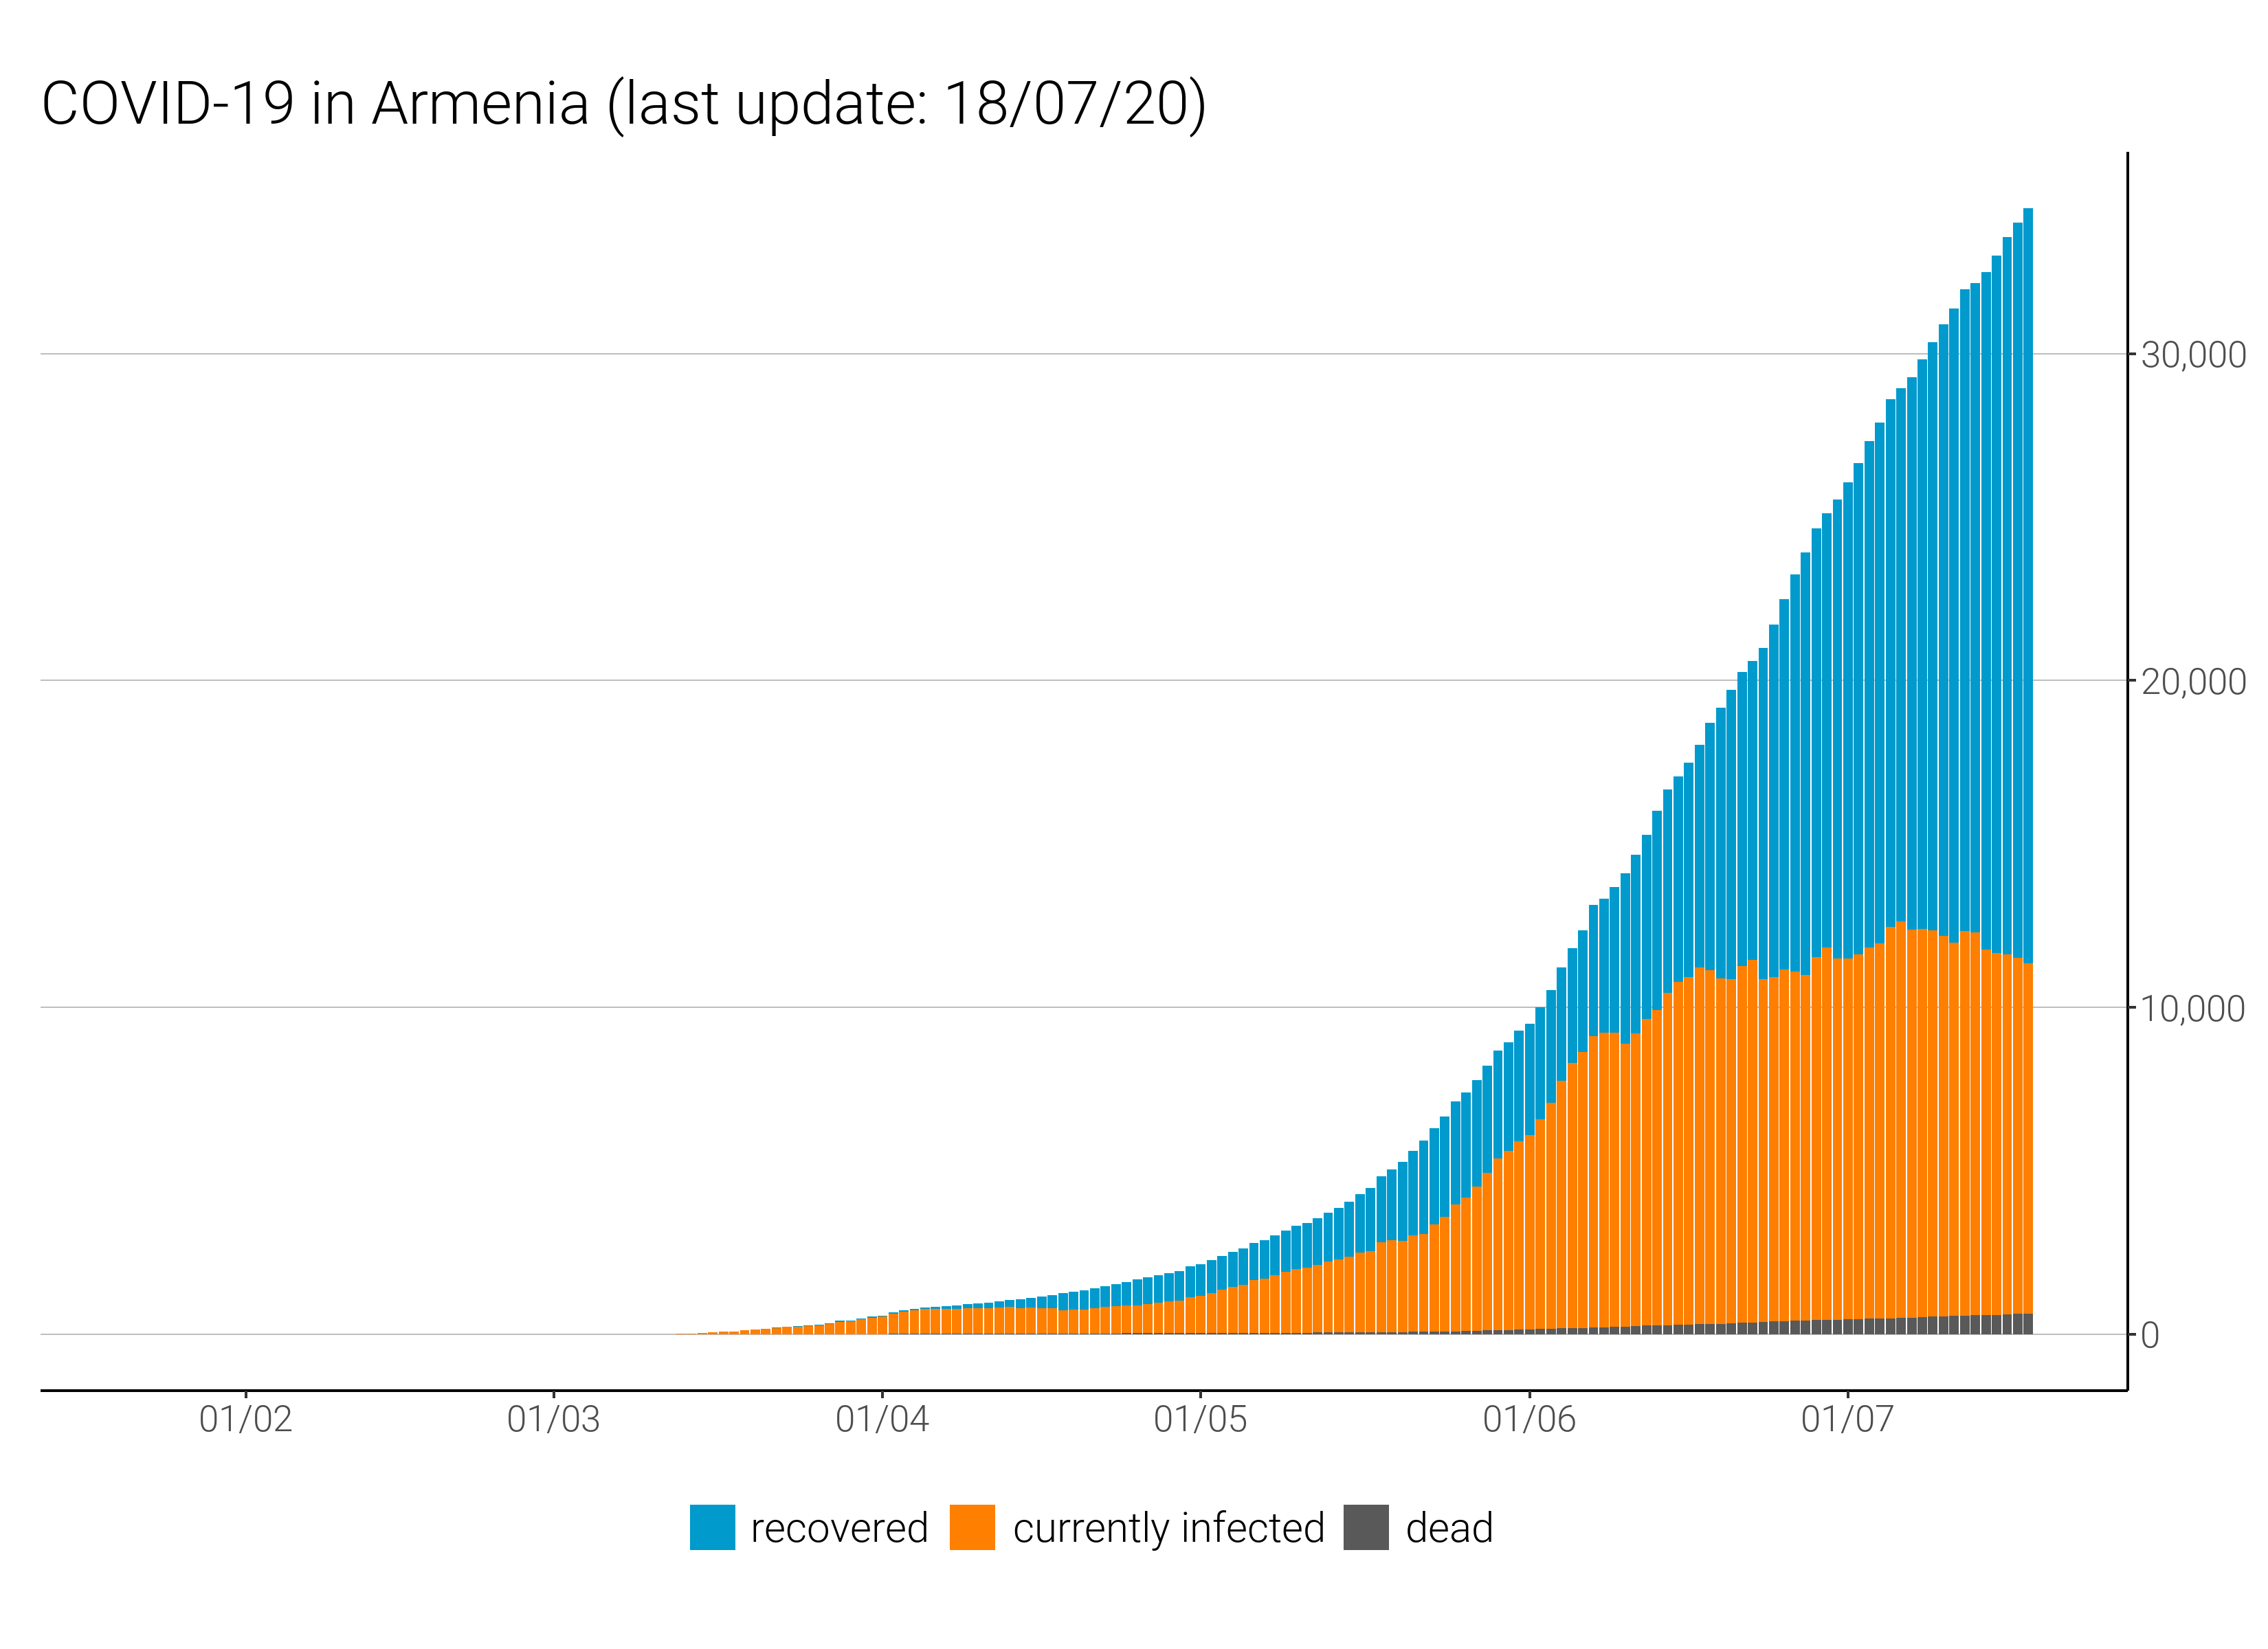 COVID-19 in Armenia (last update: 18/07/20)
30,000
20,000
10,000
0
01/02 01/03 01/04 01/05 01/06 01/07
recovered currently infected dead